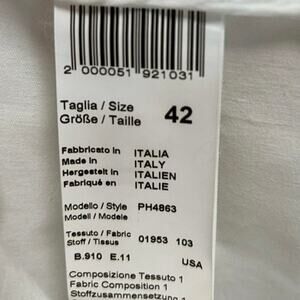 2 000051 921031
Taglia / Size
Größe / Taille 42
Fabbricato in ITALIA
Made in ITALY
Hergestellt in ITALIEN
Fabriqué en ITALIE
Modello / Style PH4863
Modell / Modele
Tessuto / Fabric 01953 103
Stoff / Tissus
B.910 E.11 USA
Composizione Tessuto 1
Fabric Composition 1
Stoffzusammensetzung 1